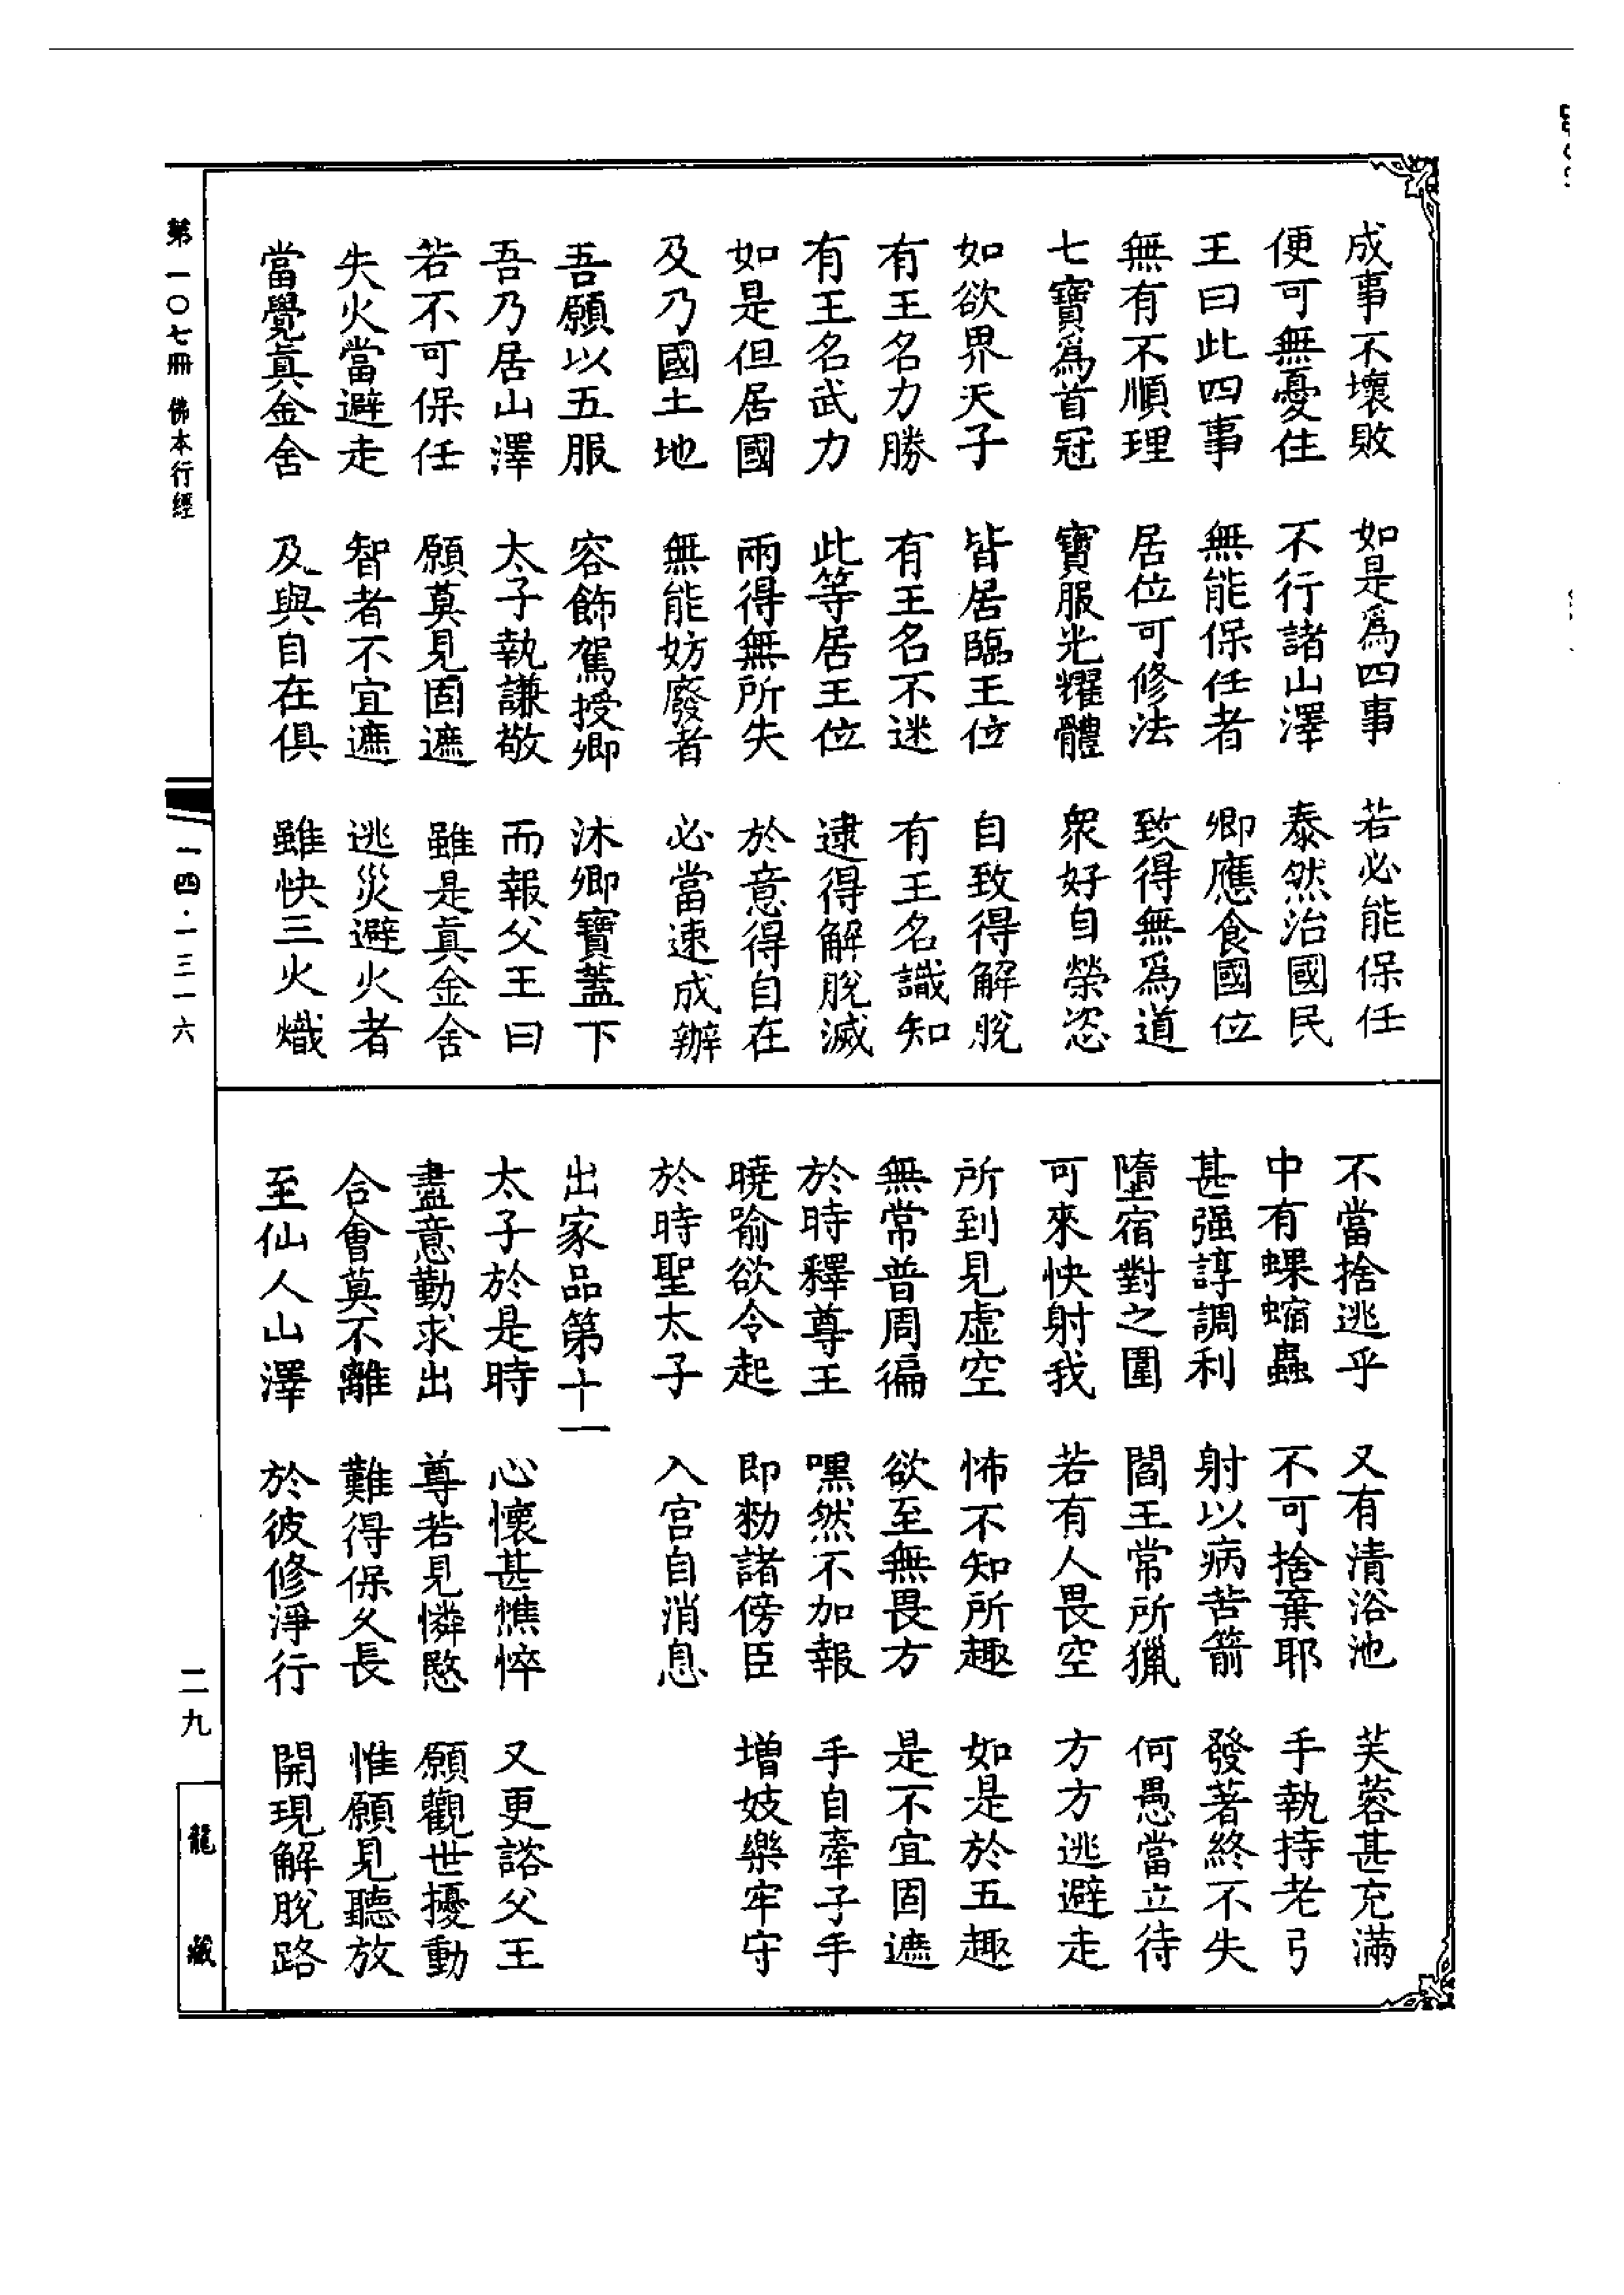 成事不壞敗 如是爲四事 若必能保任
便可無憂住 不行諸山澤 泰然治國民
王曰此四事 無能保任者 卿應食國位
無有不順理 居位可修法 致得無爲道
七寶爲首冠 寶服光耀體 衆好自榮恣
如欲界天子 皆居臨王位 自致得解脫
有王名力勝 有王名不迷 有王名識知
有王名武力 此等居王位 逮得解脫滅
如是但居國 兩得無所失 於意得自在
及乃國土地 無能妨廢者 必當速成辦
吾願以五服 容飾駕授卿 沐卿寶蓋下
吾乃居山澤 太子執謙敬 而報父王曰
若不可保任 願莫見固遮 雖是真金舍
失火當避走 智者不宜遮 逃災避火者
當覺真金舍 及與自在俱 雖快三火熾
不當捨逃乎 又有清浴池 芙蓉甚充滿
中有蜾蝫蟲 不可捨棄耶 手執持老弓
甚强諄調利 射以病苦箭 發著終不失
墮宿對之圍 閻王常所獵 何愚當立待
可來快射我 若有人畏空 方方逃避走
所到見虛空 怖不知所趣 如是於五趣
無常普周徧 欲至無畏方 是不宜固遮
於時釋尊王 嘿然不加報 手自牽子手
曉喻欲令起 即勑諸傍臣 增妓樂牢守
於時聖太子 入宫自消息
出家品第十一
太子於是時 心懷甚憔悴 又更諮父王
盡意勤求出 尊若見憐愍 願觀世擾動
合會莫不離 難得保久長 惟願見聽放
至仙人山澤 於彼修淨行 開現解脫路
第一〇七冊 佛本行經
一四·一三一六
二九
龍藏